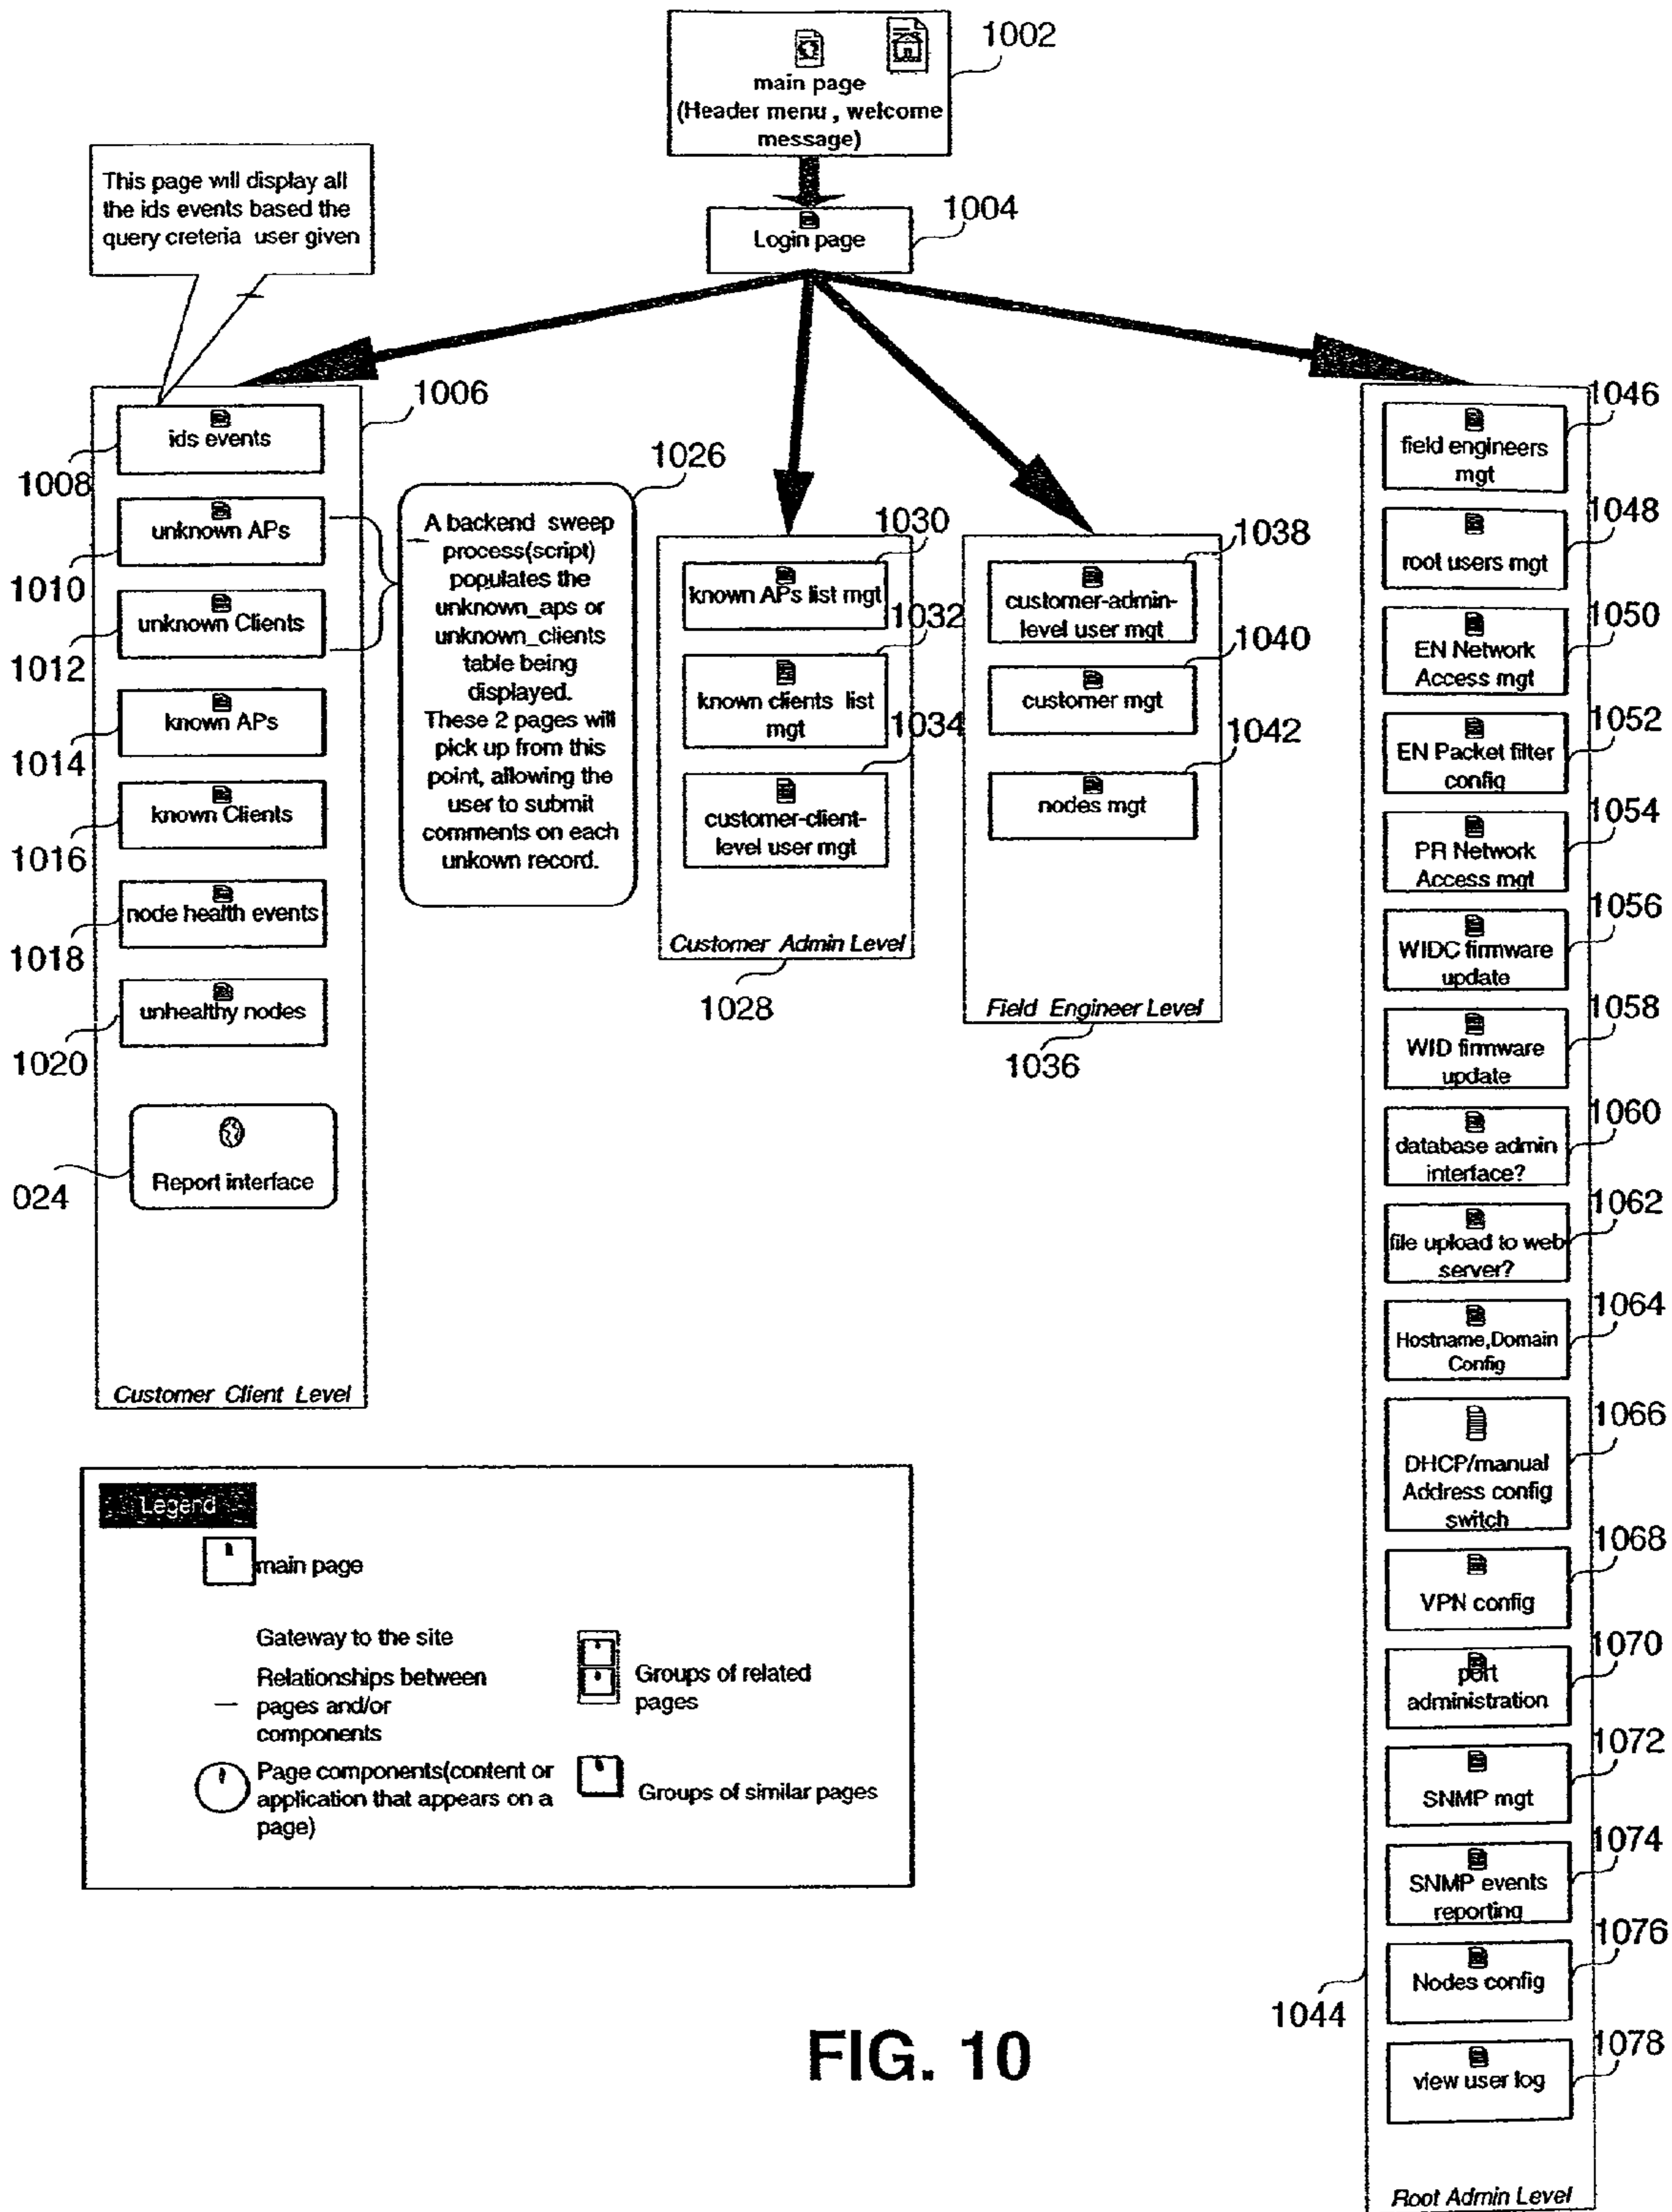 1002
main page
(Header menu , welcome
message)
1004
Login page
This page will display all
the ids events based the
query creteria user given
1006
ids events
1008
unknown APs
1010
unknown Clients
1012
known APs
1014
known Clients
1016
node health events
1018
unhealthy nodes
1020
Report interface
024
Customer Client Level
1026
A backend sweep
process(script)
populates the
unknown_aps or
unknown_clients
table being
displayed.
These 2 pages will
pick up from this
point, allowing the
user to submit
comments on each
unkown record.
1030
known APs list mgt
1032
known clients list
mgt
1034
customer-client-
level user mgt
Customer Admin Level
1028
1038
customer-admin-
level user mgt
1040
customer mgt
1042
nodes mgt
Field Engineer Level
1036
1046
field engineers
mgt
1048
root users mgt
1050
EN Network
Access mgt
1052
EN Packet filter
config
1054
PR Network
Access mgt
1056
WIDC firmware
update
1058
WID firmware
update
1060
database admin
interface?
1062
file upload to web
server?
1064
Hostname,Domain
Config
1066
DHCP/manual
Address config
switch
1068
VPN config
1070
port
administration
1072
SNMP mgt
1074
SNMP events
reporting
1076
Nodes config
1044
1078
view user log
Root Admin Level
Legend
main page
Gateway to the site
Relationships between
pages and/or
components
Page components(content or
application that appears on a
page)
Groups of related
pages
Groups of similar pages
FIG. 10